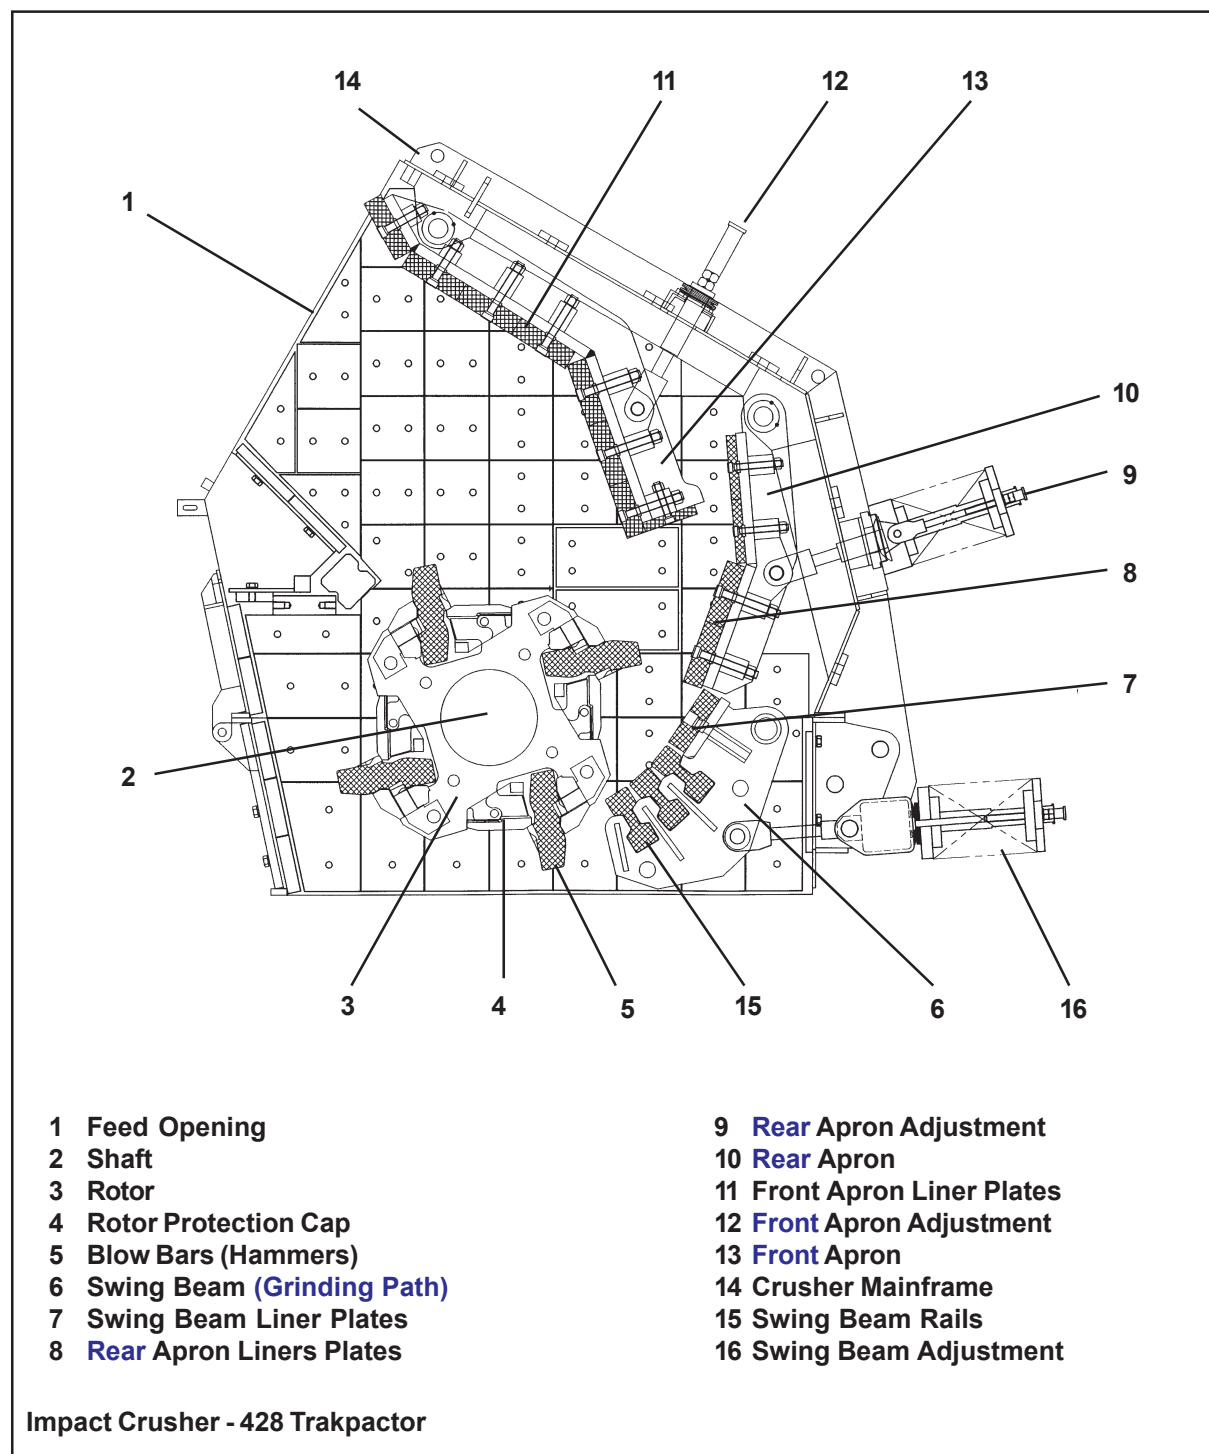 14
11
12
13
1
10
9
8
7
2
3
4
5
15
6
16
1 Feed Opening
2 Shaft
3 Rotor
4 Rotor Protection Cap
5 Blow Bars (Hammers)
6 Swing Beam (Grinding Path)
7 Swing Beam Liner Plates
8 Rear Apron Liners Plates
9 Rear Apron Adjustment
10 Rear Apron
11 Front Apron Liner Plates
12 Front Apron Adjustment
13 Front Apron
14 Crusher Mainframe
15 Swing Beam Rails
16 Swing Beam Adjustment
Impact Crusher - 428 Trakpactor